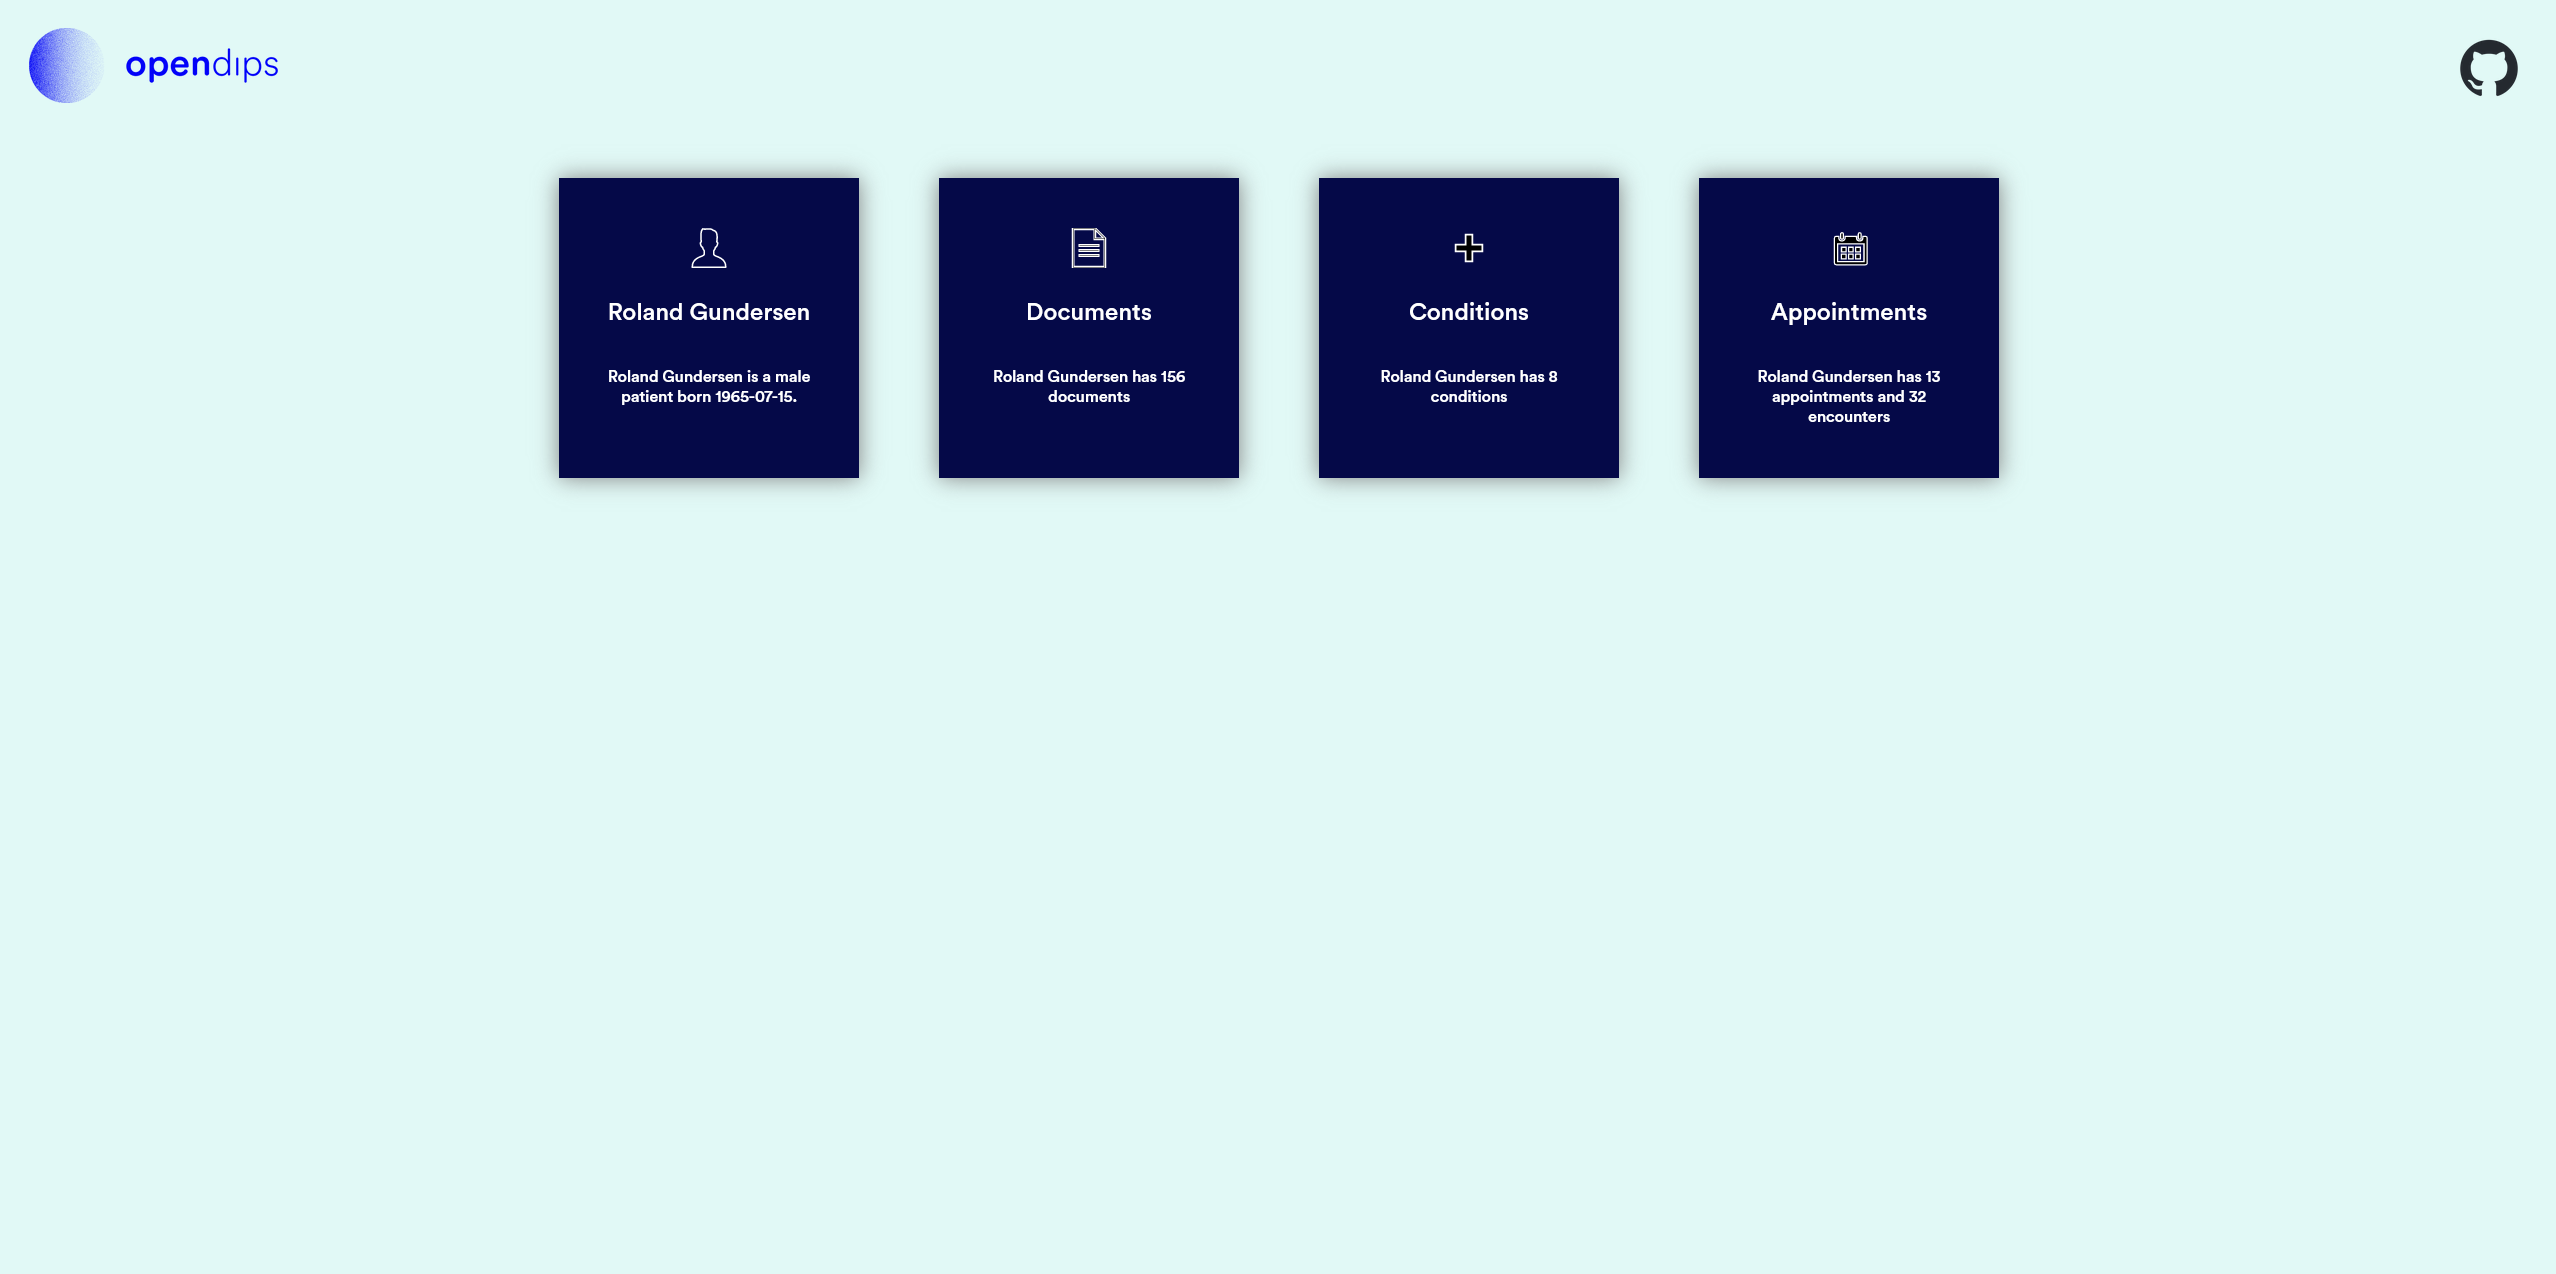 opendips
Roland Gundersen
Roland Gundersen is a male
patient born 1965-07-15.
Documents
Roland Gundersen has 156
documents
Conditions
Roland Gundersen has 8
conditions
Appointments
Roland Gundersen has 13
appointments and 32
encounters